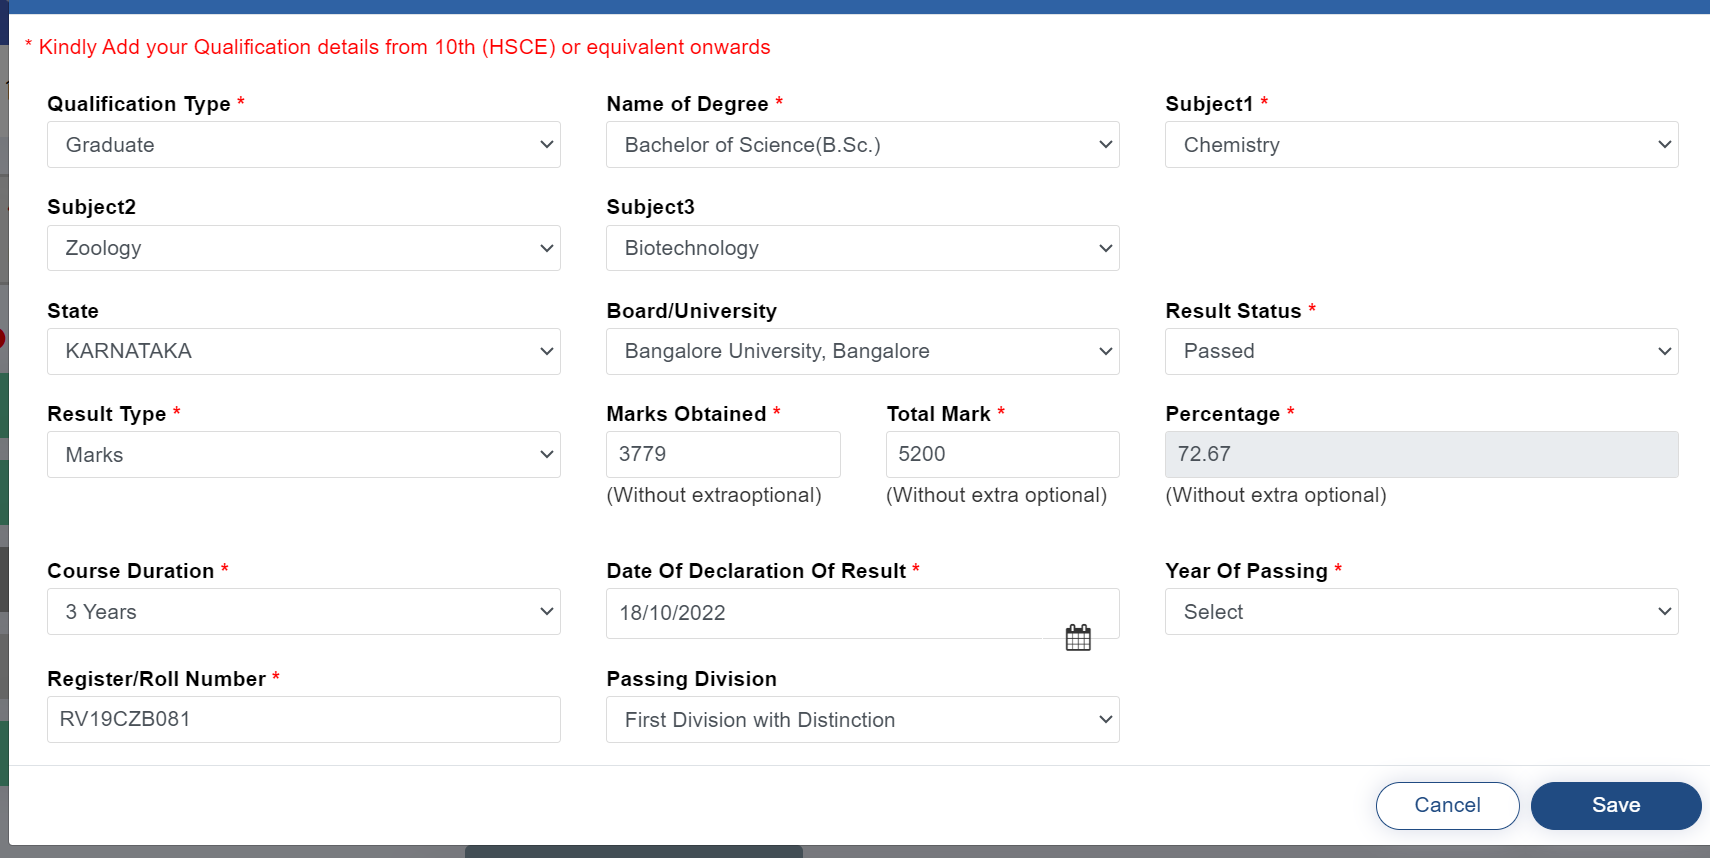 * Kindly Add your Qualification details from 10th (HSCE) or equivalent onwards
Qualification Type *
Graduate
Name of Degree *
Bachelor of Science(B.Sc.)
Subject1 *
Chemistry
Subject2
Zoology
Subject3
Biotechnology
State
KARNATAKA
Board/University
Bangalore University, Bangalore
Result Status *
Passed
Result Type *
Marks
Marks Obtained *
3779
(Without extraoptional)
Total Mark *
5200
(Without extra optional)
Percentage *
72.67
(Without extra optional)
Course Duration *
3 Years
Date Of Declaration Of Result *
18/10/2022
Year Of Passing *
Select
Register/Roll Number *
RV19CZB081
Passing Division
First Division with Distinction
Cancel
Save